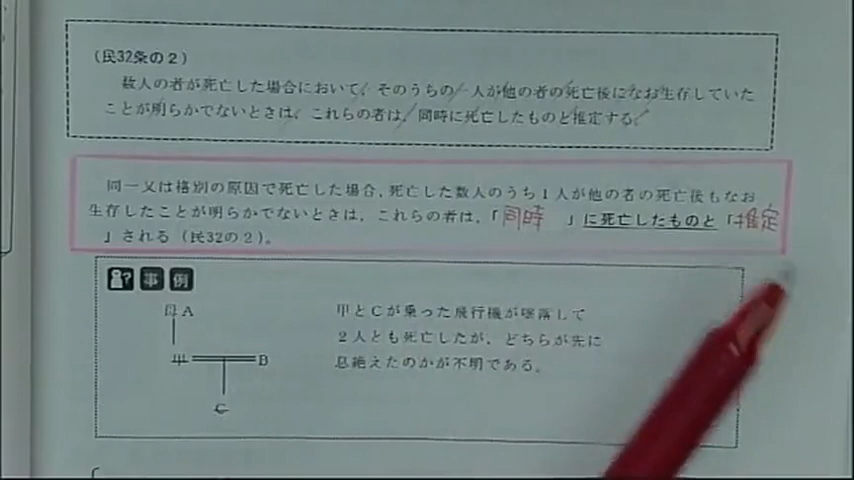 (民32条の2)
数人の者が死亡した場合において、そのうちの一人が他の者の死亡後になお生存していた
ことが明らかでないときは、これらの者は、同時に死亡したものと推定する。
同一又は格別の原因で死亡した場合、死亡した数人のうち1人が他の者の死亡後もなお
生存したことが明らかでないときは、これらの者は、「同時 」に死亡したものと「推定
」される(民32の2)。
事例
母A
甲 B
C
甲とCが乗った飛行機が墜落して
2人とも死亡したが、どちらが先に
息絶えたのかが不明である。